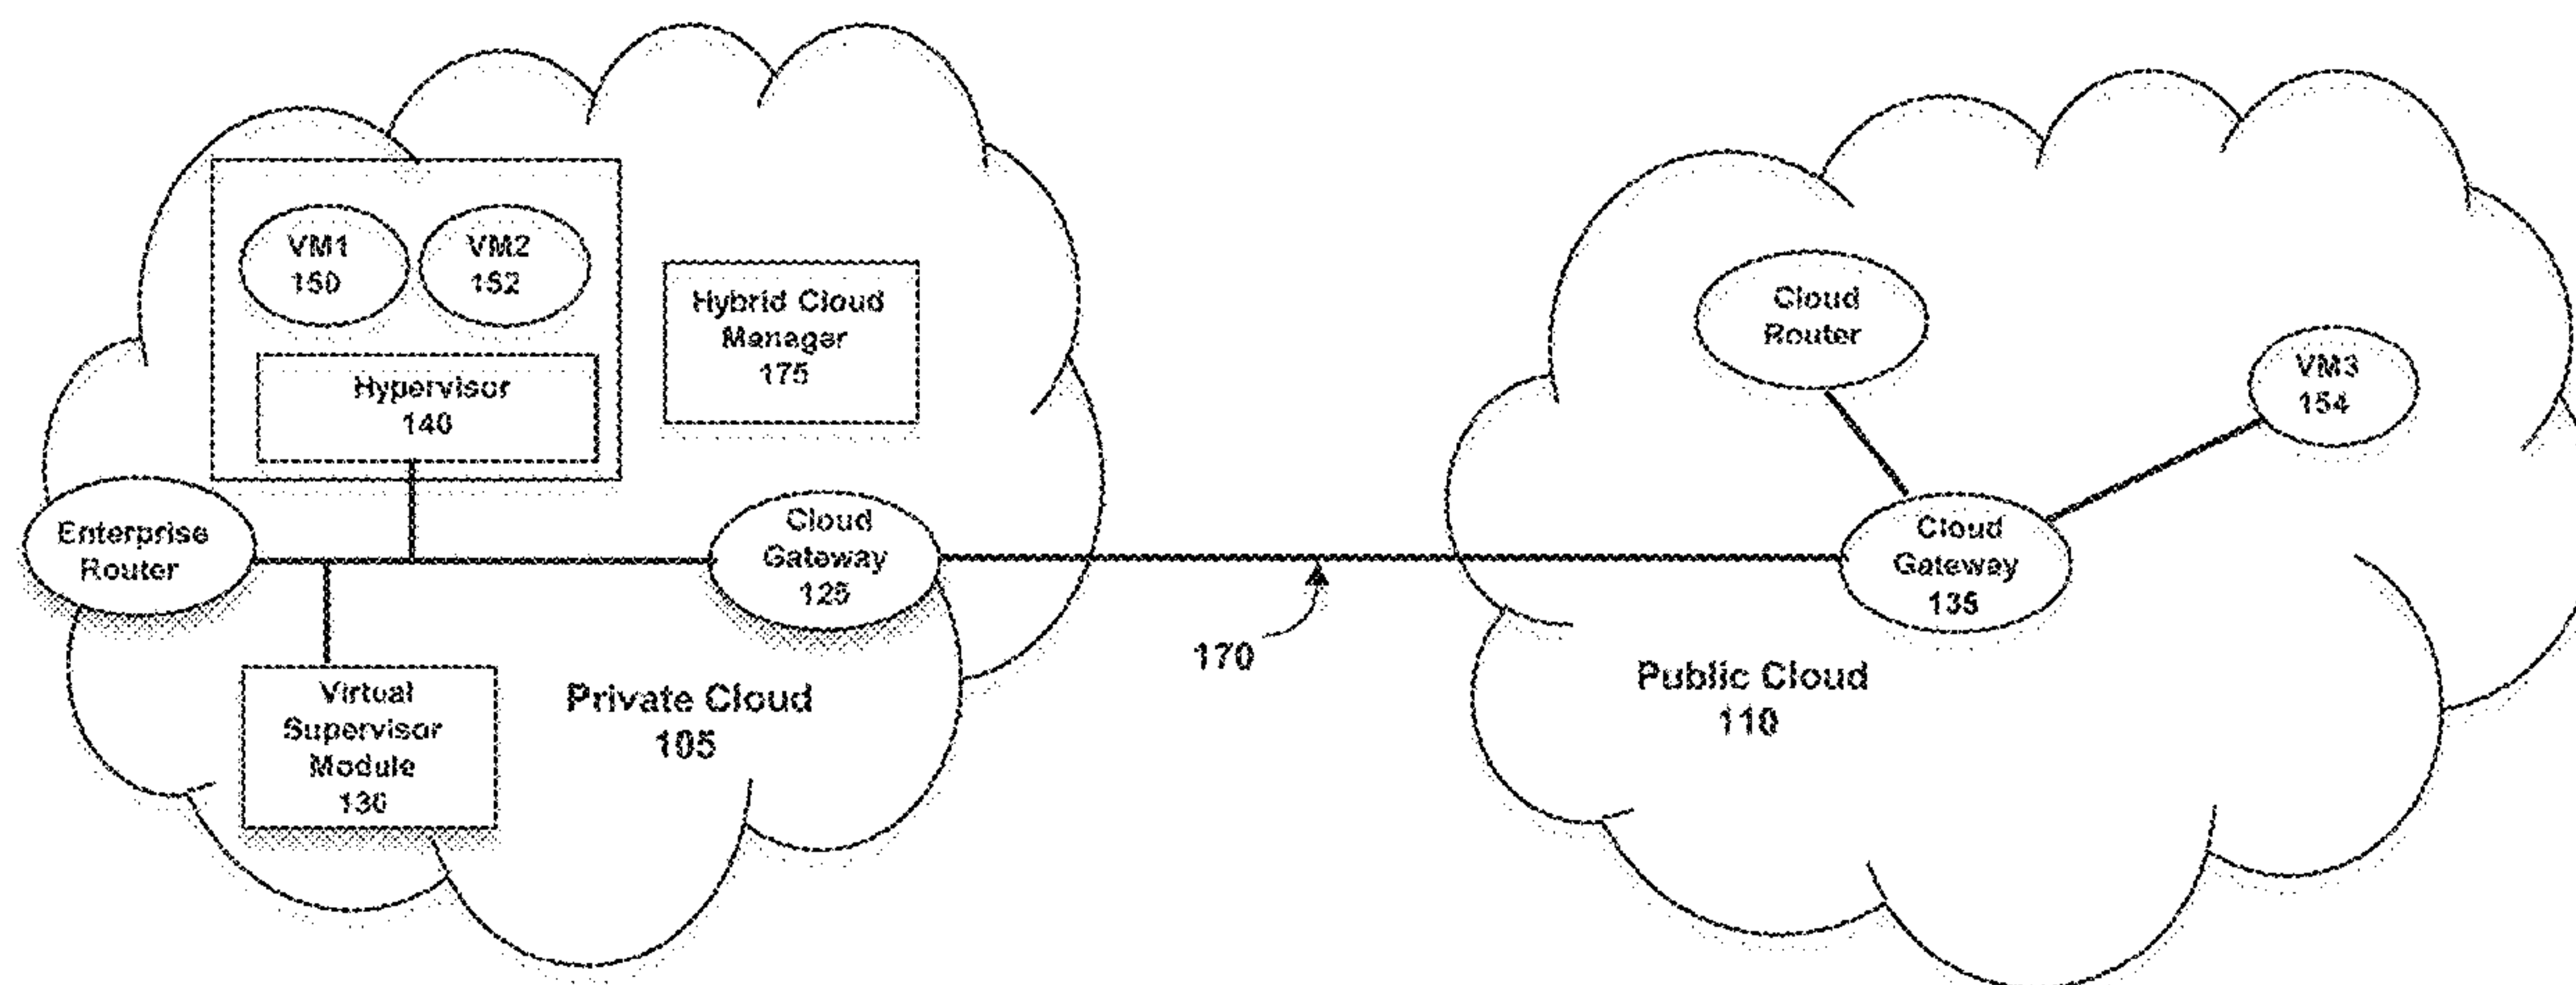 VM1
150
VM2
152
Hypervisor
140
Hybrid Cloud
Manager
175
Enterprise
Router
Cloud
Gateway
125
Virtual
Supervisor
Module
130
Private Cloud
105
170
Cloud
Router
VM3
154
Cloud
Gateway
135
Public Cloud
110